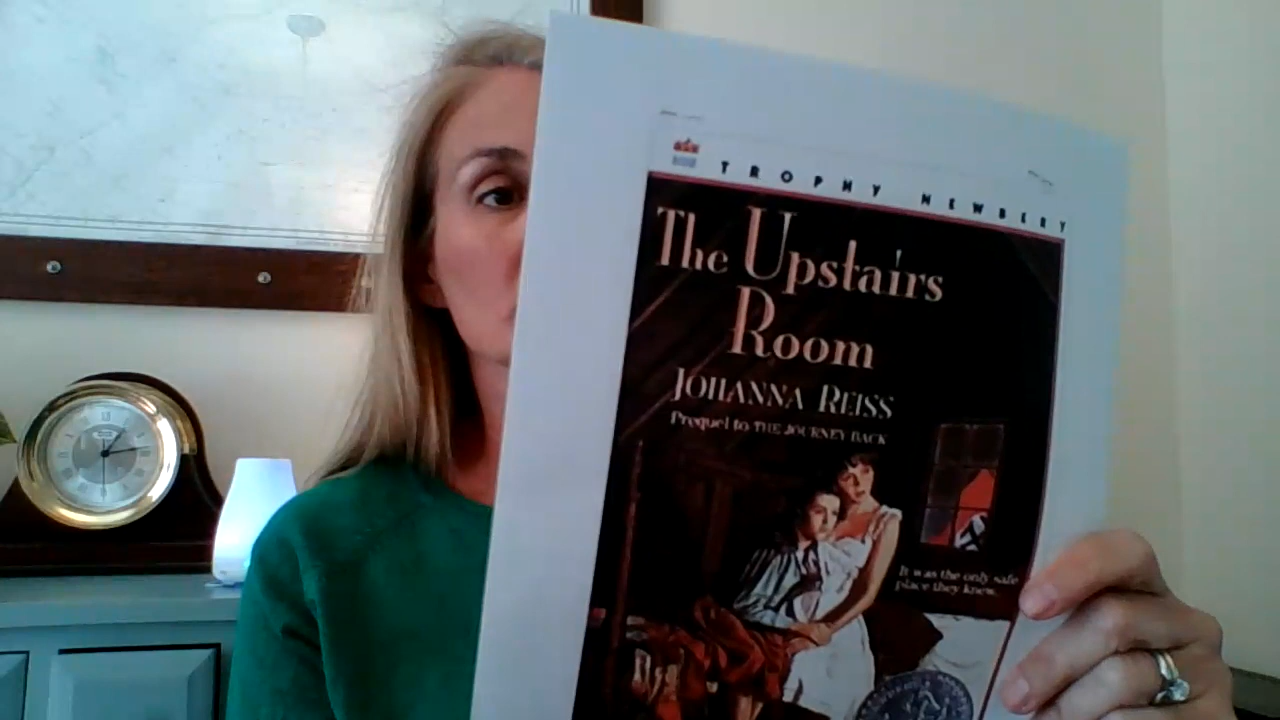 TROPHY NEWBERY
The Upstairs
Room
JOHANNA REISS
Prequel to THE JOURNEY BACK
It was the only safe
place they knew.